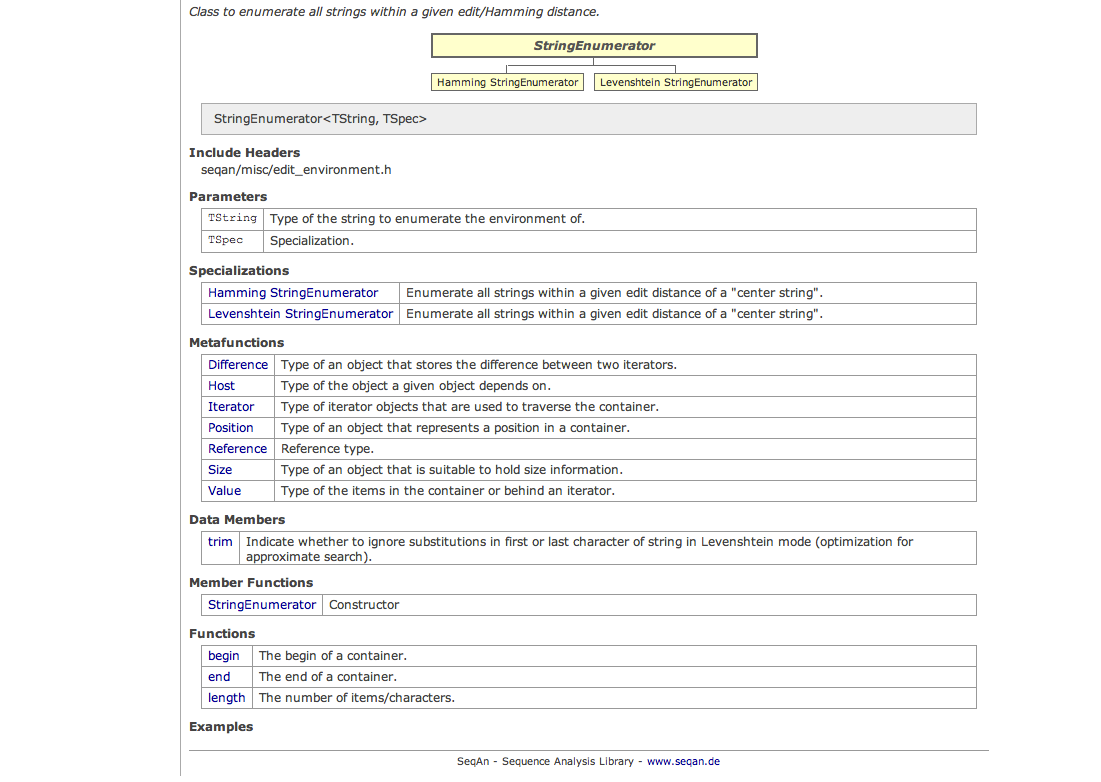 Class to enumerate all strings within a given edit/Hamming distance.
StringEnumerator
Hamming StringEnumerator Levenshtein StringEnumerator
StringEnumerator<TString, TSpec>
Include Headers
seqan/misc/edit_environment.h
Parameters
TString Type of the string to enumerate the environment of.
TSpec Specialization.
Specializations
Hamming StringEnumerator Enumerate all strings within a given edit distance of a "center string".
Levenshtein StringEnumerator Enumerate all strings within a given edit distance of a "center string".
Metafunctions
Difference Type of an object that stores the difference between two iterators.
Host Type of the object a given object depends on.
Iterator Type of iterator objects that are used to traverse the container.
Position Type of an object that represents a position in a container.
Reference Reference type.
Size Type of an object that is suitable to hold size information.
Value Type of the items in the container or behind an iterator.
Data Members
trim Indicate whether to ignore substitutions in first or last character of string in Levenshtein mode (optimization for
approximate search).
Member Functions
StringEnumerator Constructor
Functions
begin The begin of a container.
end The end of a container.
length The number of items/characters.
Examples
SeqAn - Sequence Analysis Library - www.seqan.de